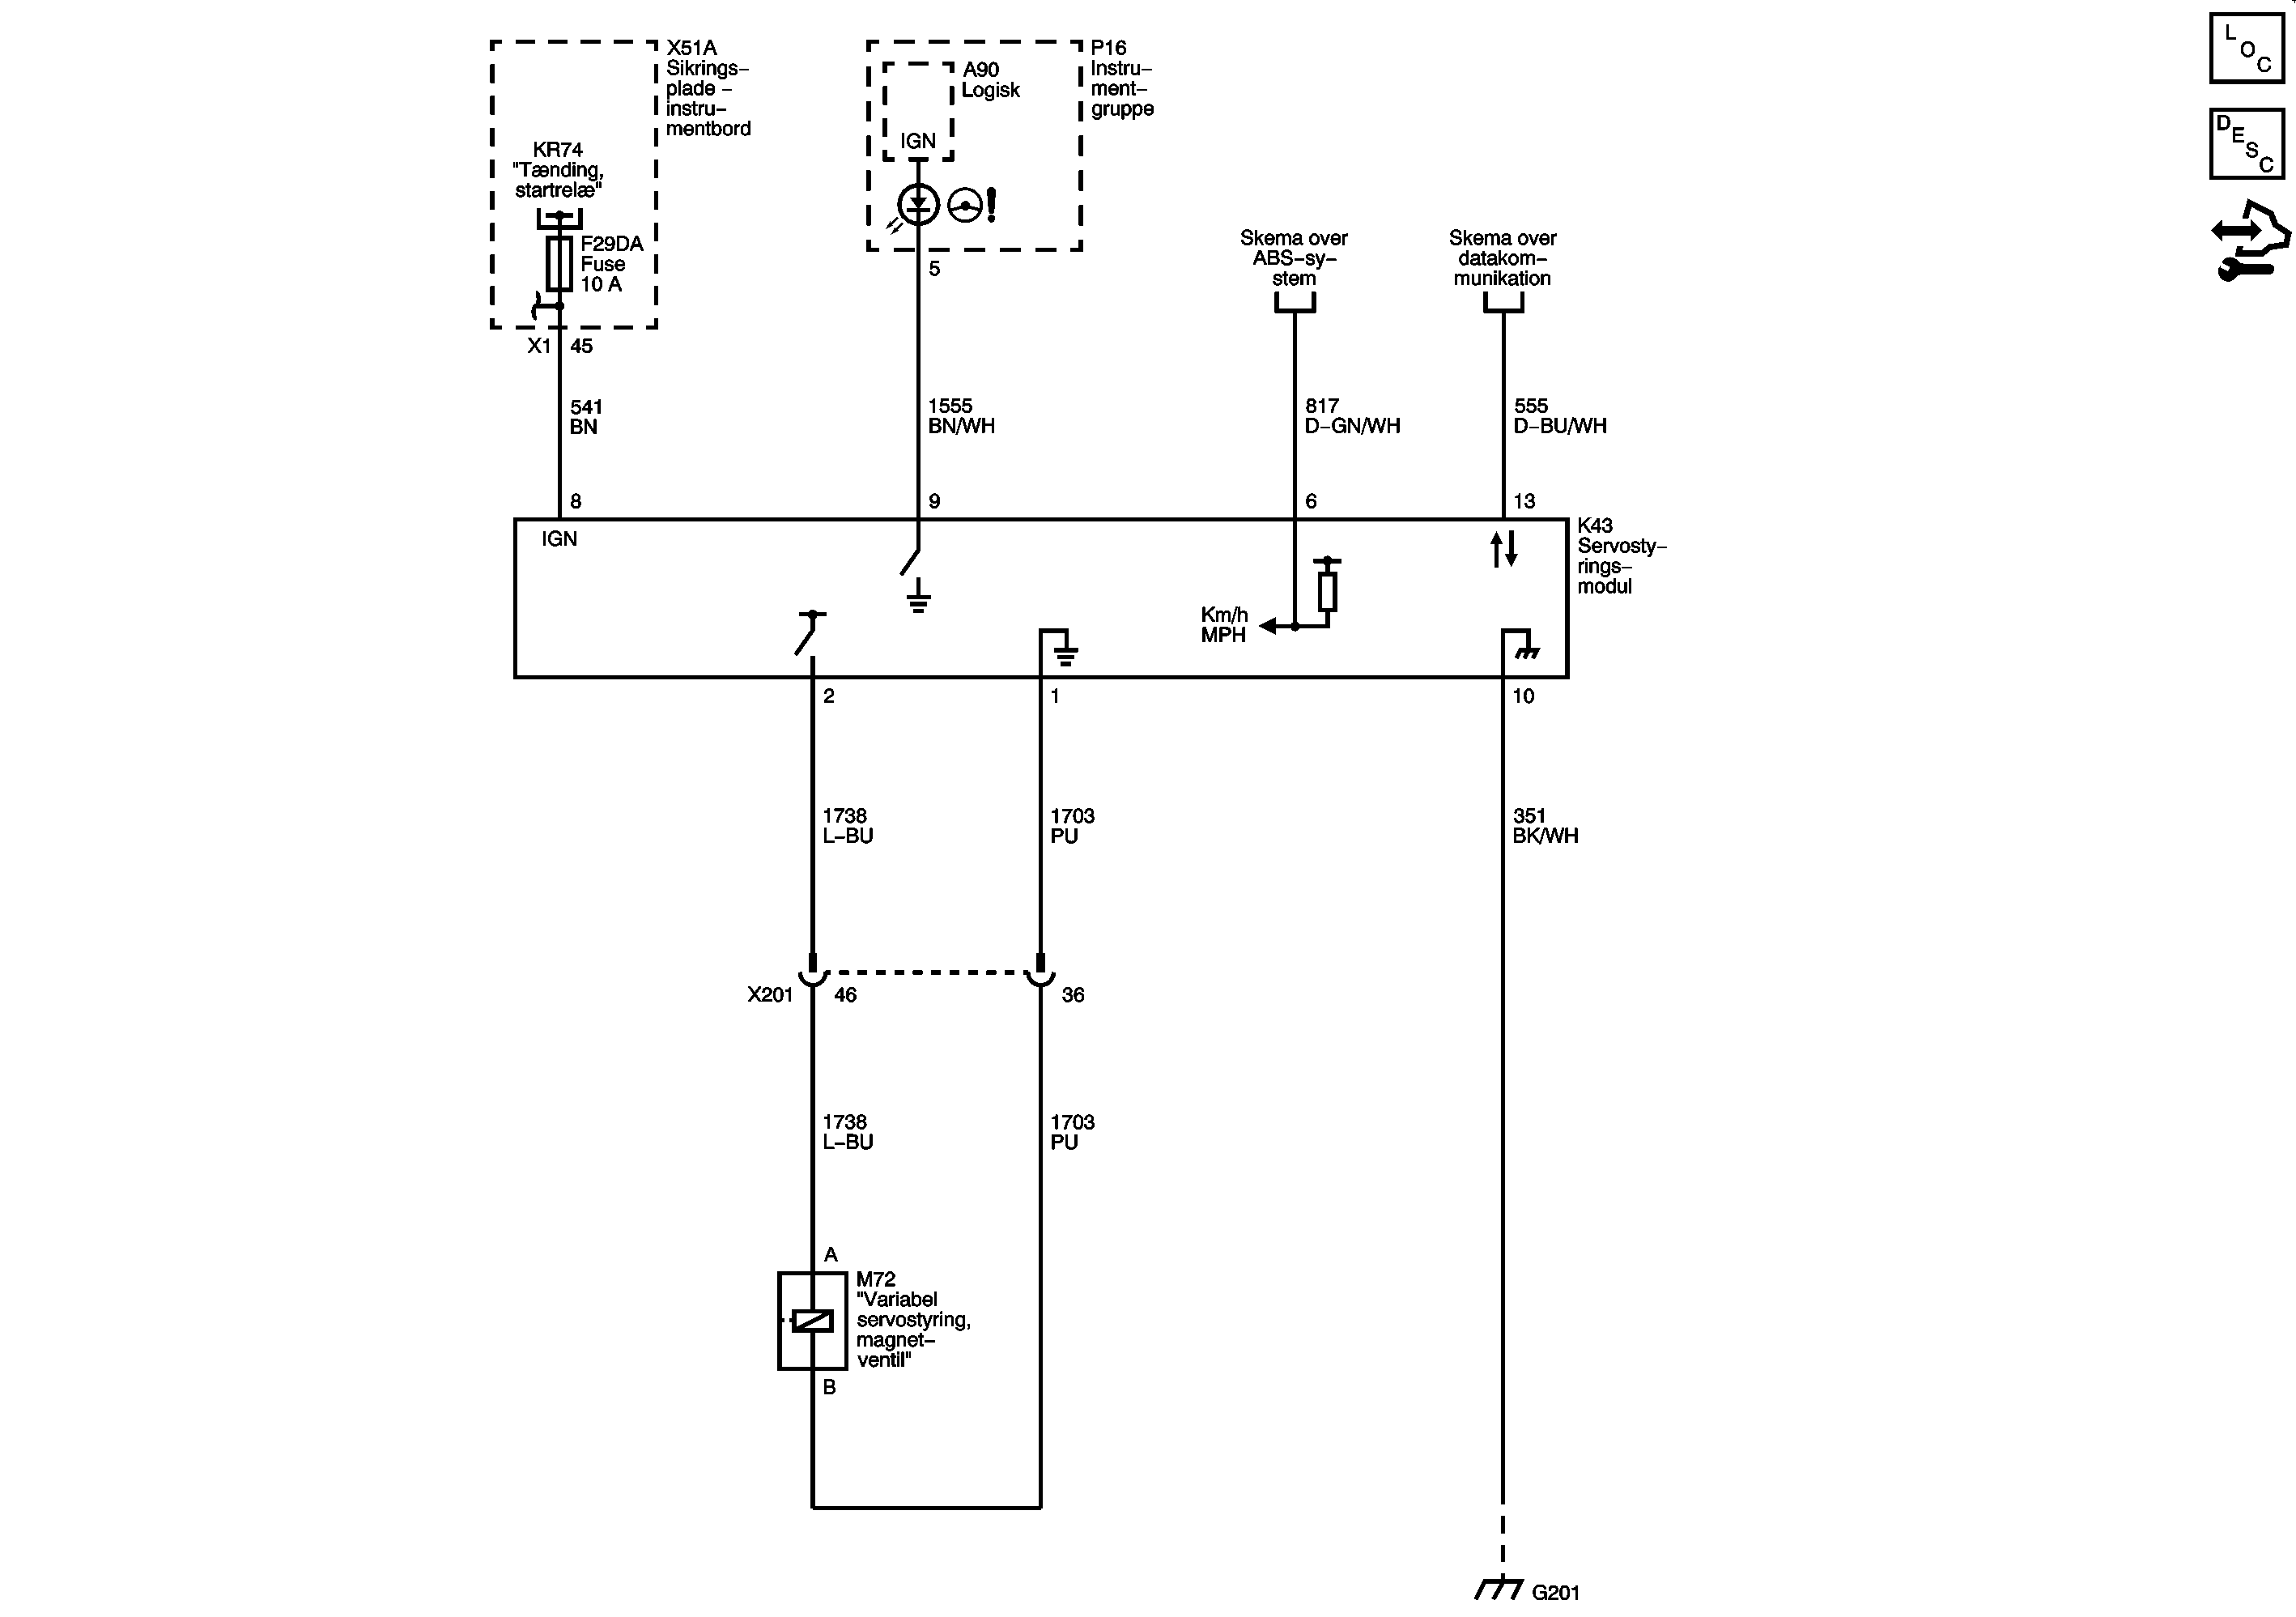 X51A
Sikrings–
plade –
instru–
mentbord
KR74
"Tænding,
startrelæ"
F29DA
Fuse
10 A
X1 45
541
BN
8
P16
Instru–
ment–
gruppe
A90
Logisk
IGN
5
1555
BN/WH
9
Skema over
ABS–sy–
stem
817
D–GN/WH
6
Skema over
datakom–
munikation
555
D–BU/WH
13
L
O
C
D
E
S
C
IGN
Km/h
MPH
K43
Servosty–
rings–
modul
2
1
10
1738
L–BU
1703
PU
351
BK/WH
X201 46
36
1738
L–BU
1703
PU
A
M72
"Variabel
servostyring,
magnet–
ventil"
B
G201